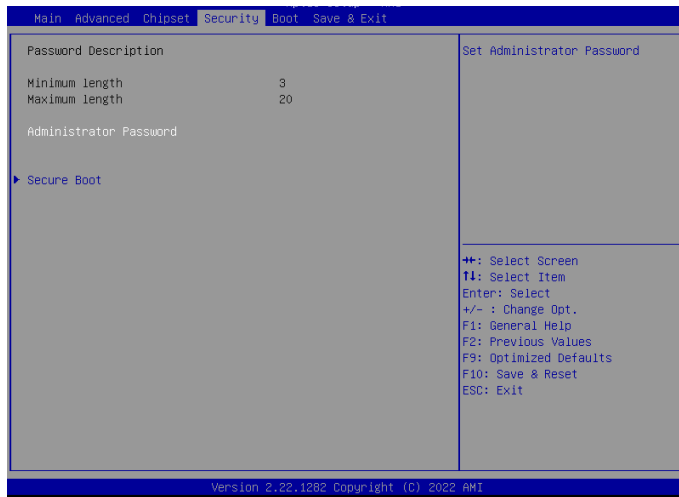 Main Advanced Chipset Security Boot Save & Exit
Password Description
Minimum length 3
Maximum length 20
Administrator Password
Secure Boot
Set Administrator Password
: Select Screen
↑↓: Select Item
Enter: Select
+/- : Change Opt.
F1: General Help
F2: Previous Values
F9: Optimized Defaults
F10: Save & Reset
ESC: Exit
Version 2.22.1282 Copyright (C) 2022 AMI